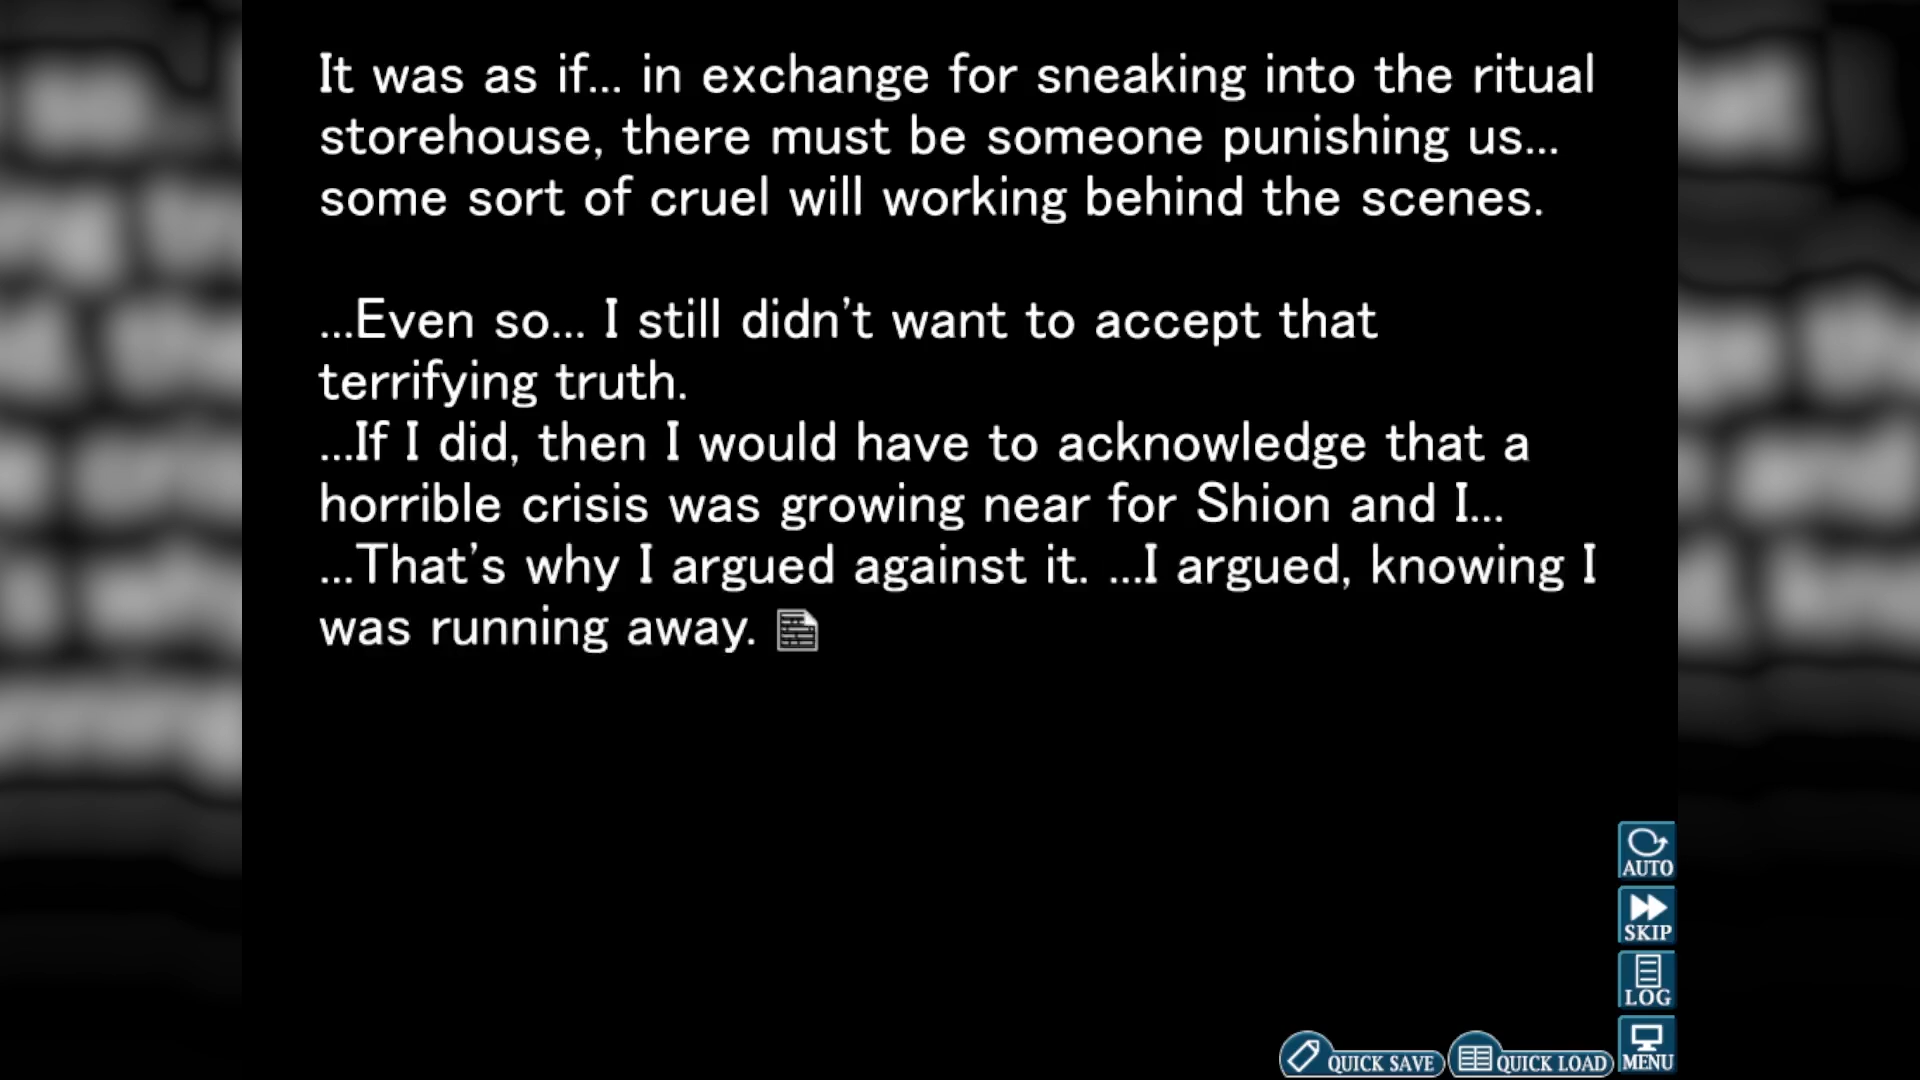 It was as if... in exchange for sneaking into the ritual
storehouse, there must be someone punishing us...
some sort of cruel will working behind the scenes.
...Even so... I still didn't want to accept that
terrifying truth.
...If I did, then I would have to acknowledge that a
horrible crisis was growing near for Shion and I...
...That's why I argued against it. ...I argued, knowing I
was running away.
AUTO
SKIP
LOG
MENU
QUICK SAVE
QUICK LOAD